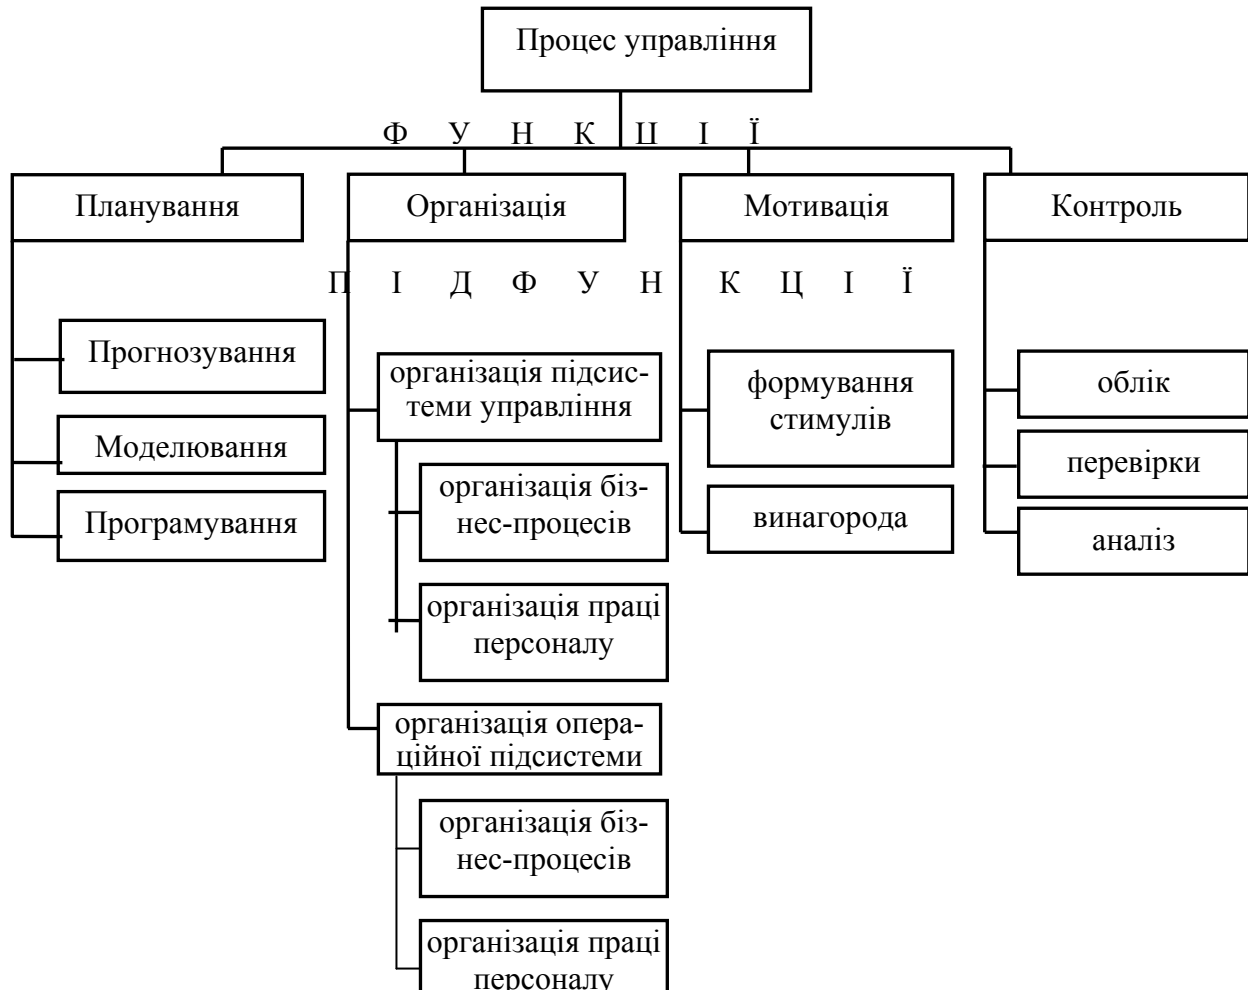 Процес управління
Ф У Н К Ц І Ї
Планування
Організація
Мотивація
Контроль
П І Д Ф У Н К Ц І Ї
Прогнозування
Моделювання
Програмування
організація підсис-
теми управління
організація біз-
нес-процесів
організація праці
персоналу
організація опера-
ційної підсистеми
організація біз-
нес-процесів
організація праці
персоналу
формування
стимулів
винагорода
облік
перевірки
аналіз